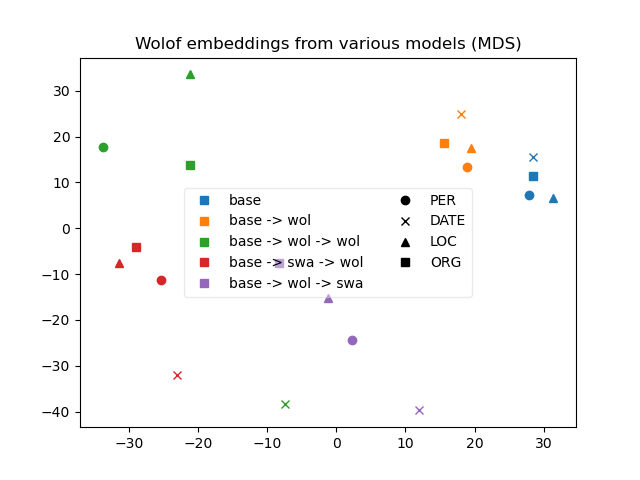 Wolof embeddings from various models (MDS)
30
20
10
0
−10
−20
−30
−40
base
base -> wol
base -> wol -> wol
base -> swa -> wol
base -> wol -> swa
PER
DATE
LOC
ORG
−30 −20 −10 0 10 20 30